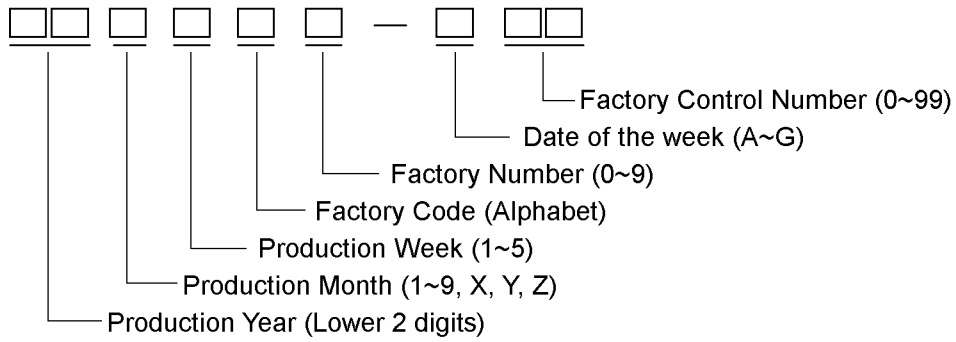 Factory Control Number (0~99)
Date of the week (A~G)
Factory Number (0~9)
Factory Code (Alphabet)
Production Week (1~5)
Production Month (1~9, X, Y, Z)
Production Year (Lower 2 digits)